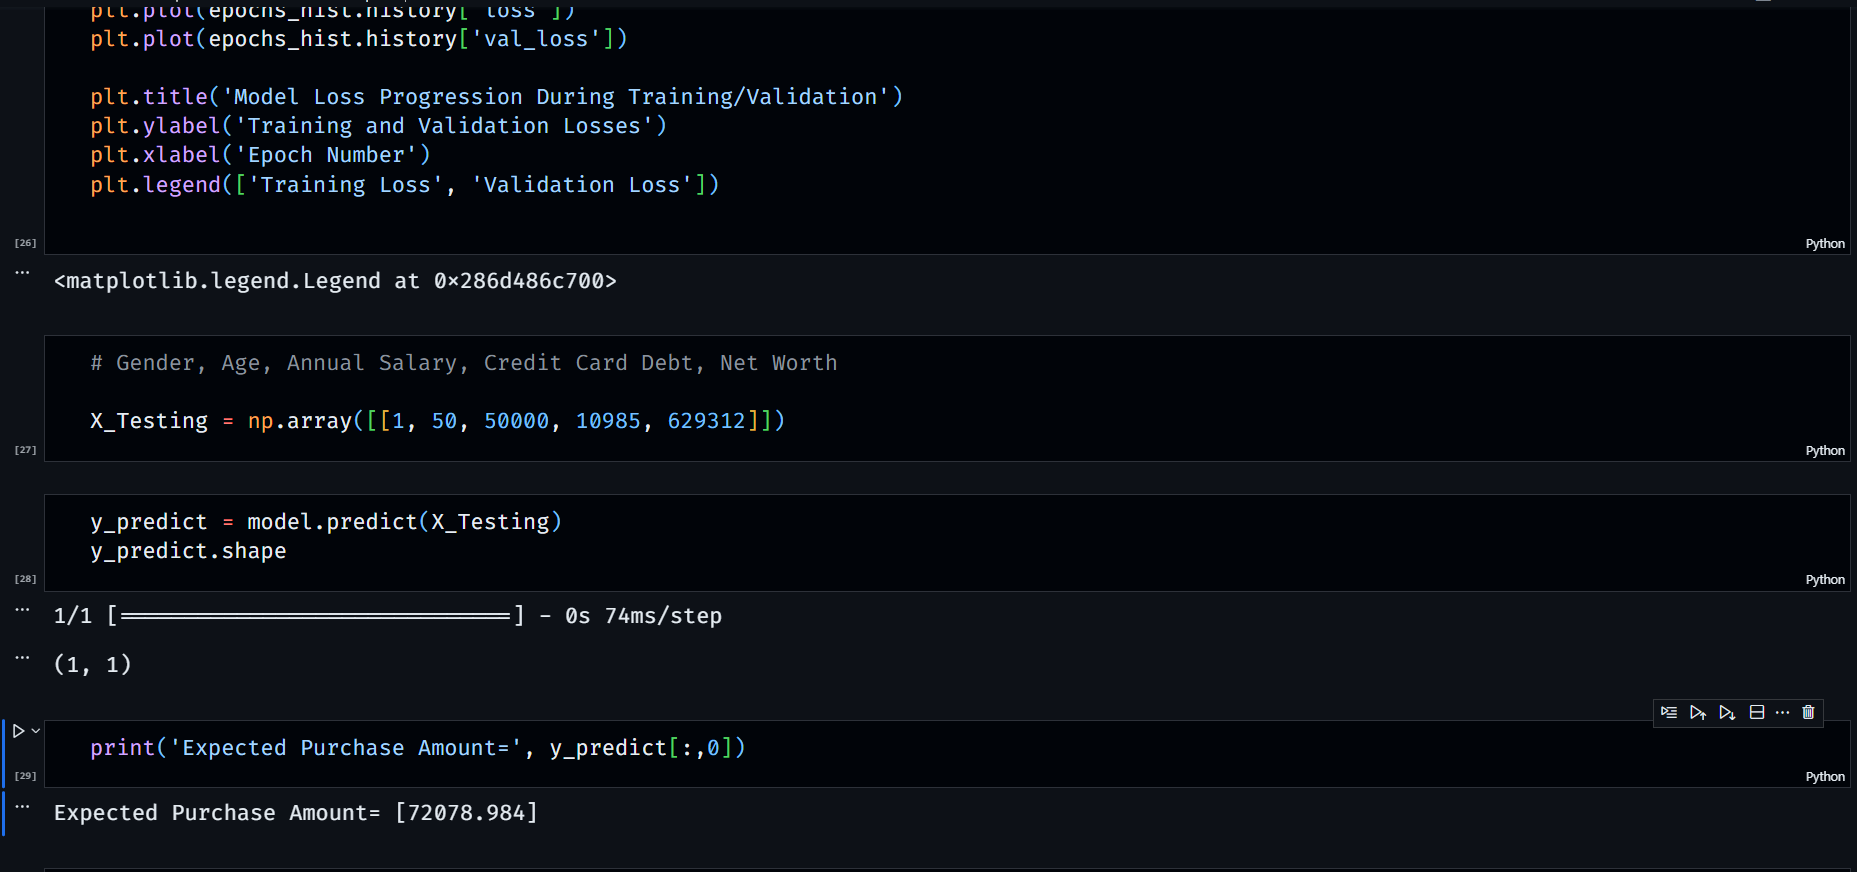 plt.plot(epochs_hist.history['loss'])
plt.plot(epochs_hist.history['val_loss'])
plt.title('Model Loss Progression During Training/Validation')
plt.ylabel('Training and Validation Losses')
plt.xlabel('Epoch Number')
plt.legend(['Training Loss', 'Validation Loss'])
[26]
Python
... <matplotlib.legend.Legend at 0x286d486c700>
# Gender, Age, Annual Salary, Credit Card Debt, Net Worth
X_Testing = np.array([[1, 50, 50000, 10985, 629312]])
[27]
Python
y_predict = model.predict(X_Testing)
y_predict.shape
[28]
Python
... 1/1 [==============================] - 0s 74ms/step
... (1, 1)
print('Expected Purchase Amount=', y_predict[:,0])
[29]
Python
... Expected Purchase Amount= [72078.984]